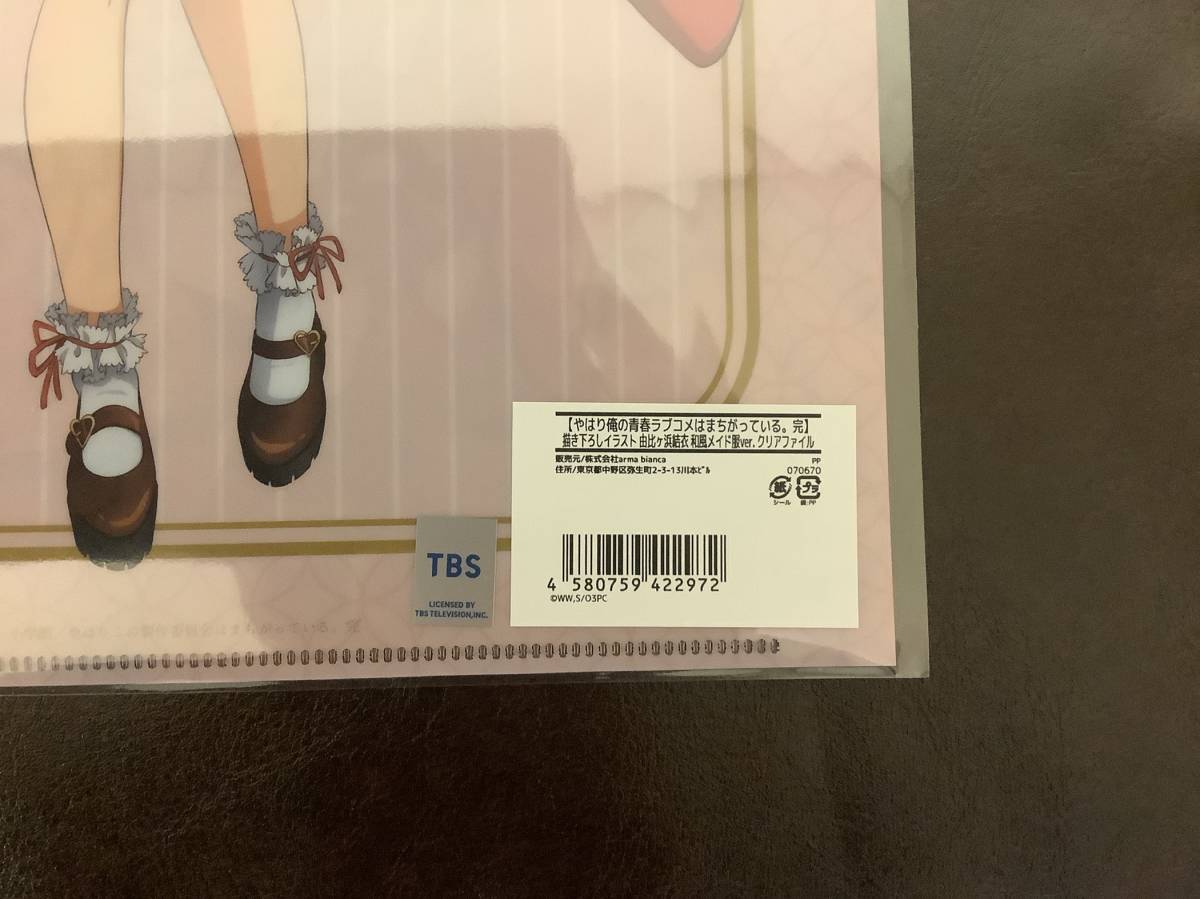 【やはり俺の青春ラブコメはまちがっている。完】
描き下ろしイラスト 由比ヶ浜結衣 和風メイド服ver. クリアファイル
販売元/株式会社arma bianca
PP
住所/東京都中野区弥生町2-3-13川本ビル
070670
紙
プラ
シール
袋:PP
4 580759 422972
©WW,S/O3PC
TBS
LICENSED BY
TBS TELEVISION,INC.